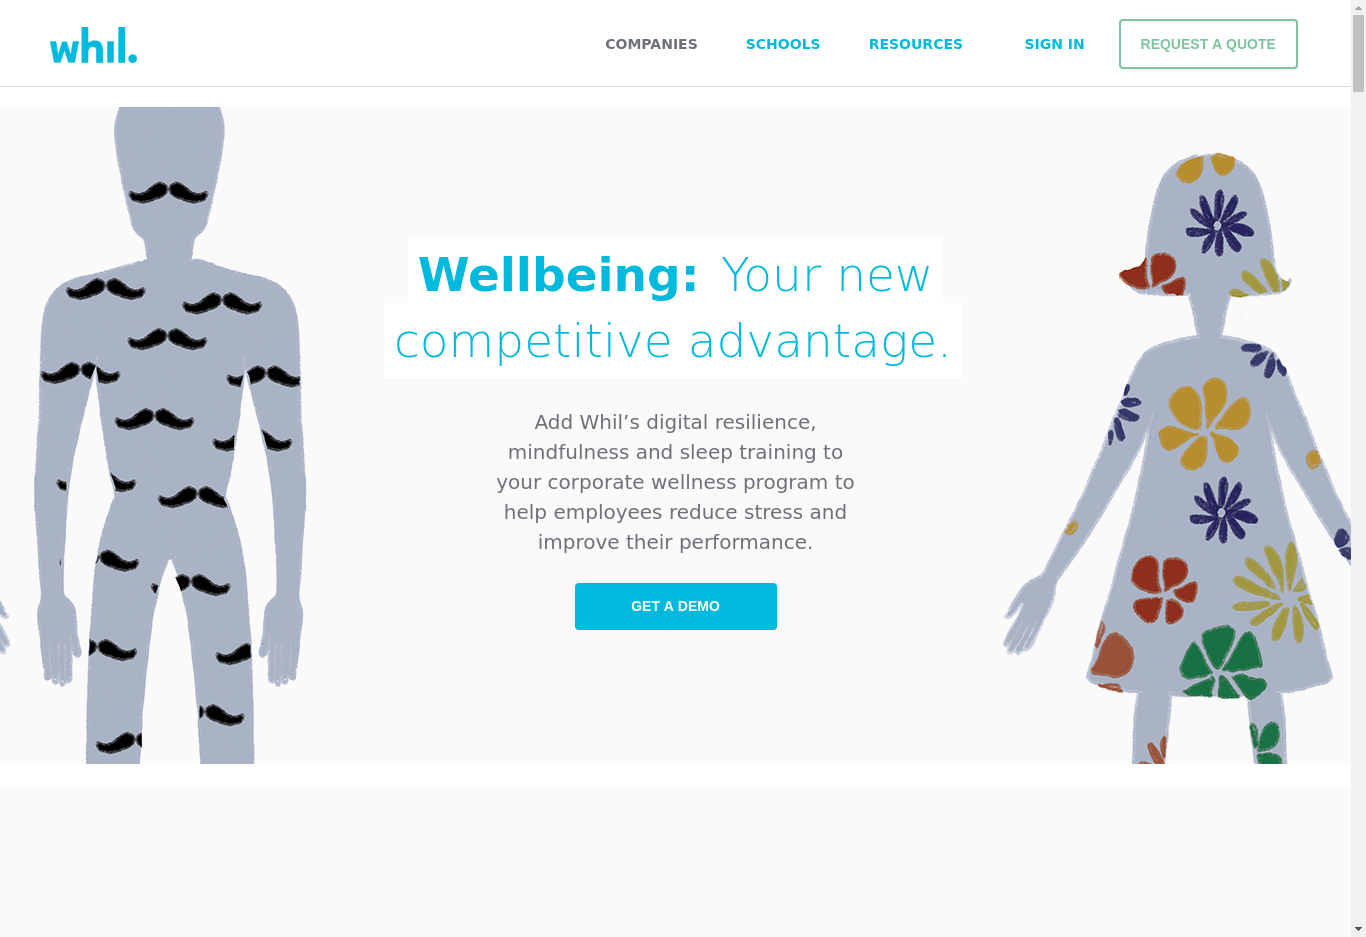 whil.
COMPANIES
SCHOOLS
RESOURCES
SIGN IN
REQUEST A QUOTE
Wellbeing: Your new
competitive advantage.
Add Whil’s digital resilience,
mindfulness and sleep training to
your corporate wellness program to
help employees reduce stress and
improve their performance.
GET A DEMO